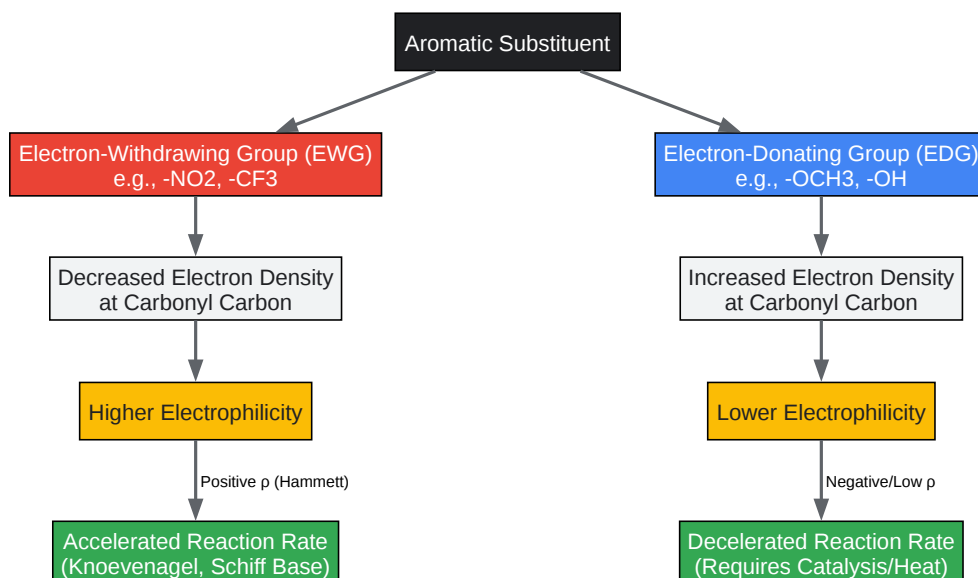 Aromatic Substituent
Electron-Withdrawing Group (EWG)
e.g., -NO2, -CF3
Electron-Donating Group (EDG)
e.g., -OCH3, -OH
Decreased Electron Density
at Carbonyl Carbon
Increased Electron Density
at Carbonyl Carbon
Higher Electrophilicity
Lower Electrophilicity
Positive ρ (Hammett)
Negative/Low ρ
Accelerated Reaction Rate
(Knoevenagel, Schiff Base)
Decelerated Reaction Rate
(Requires Catalysis/Heat)